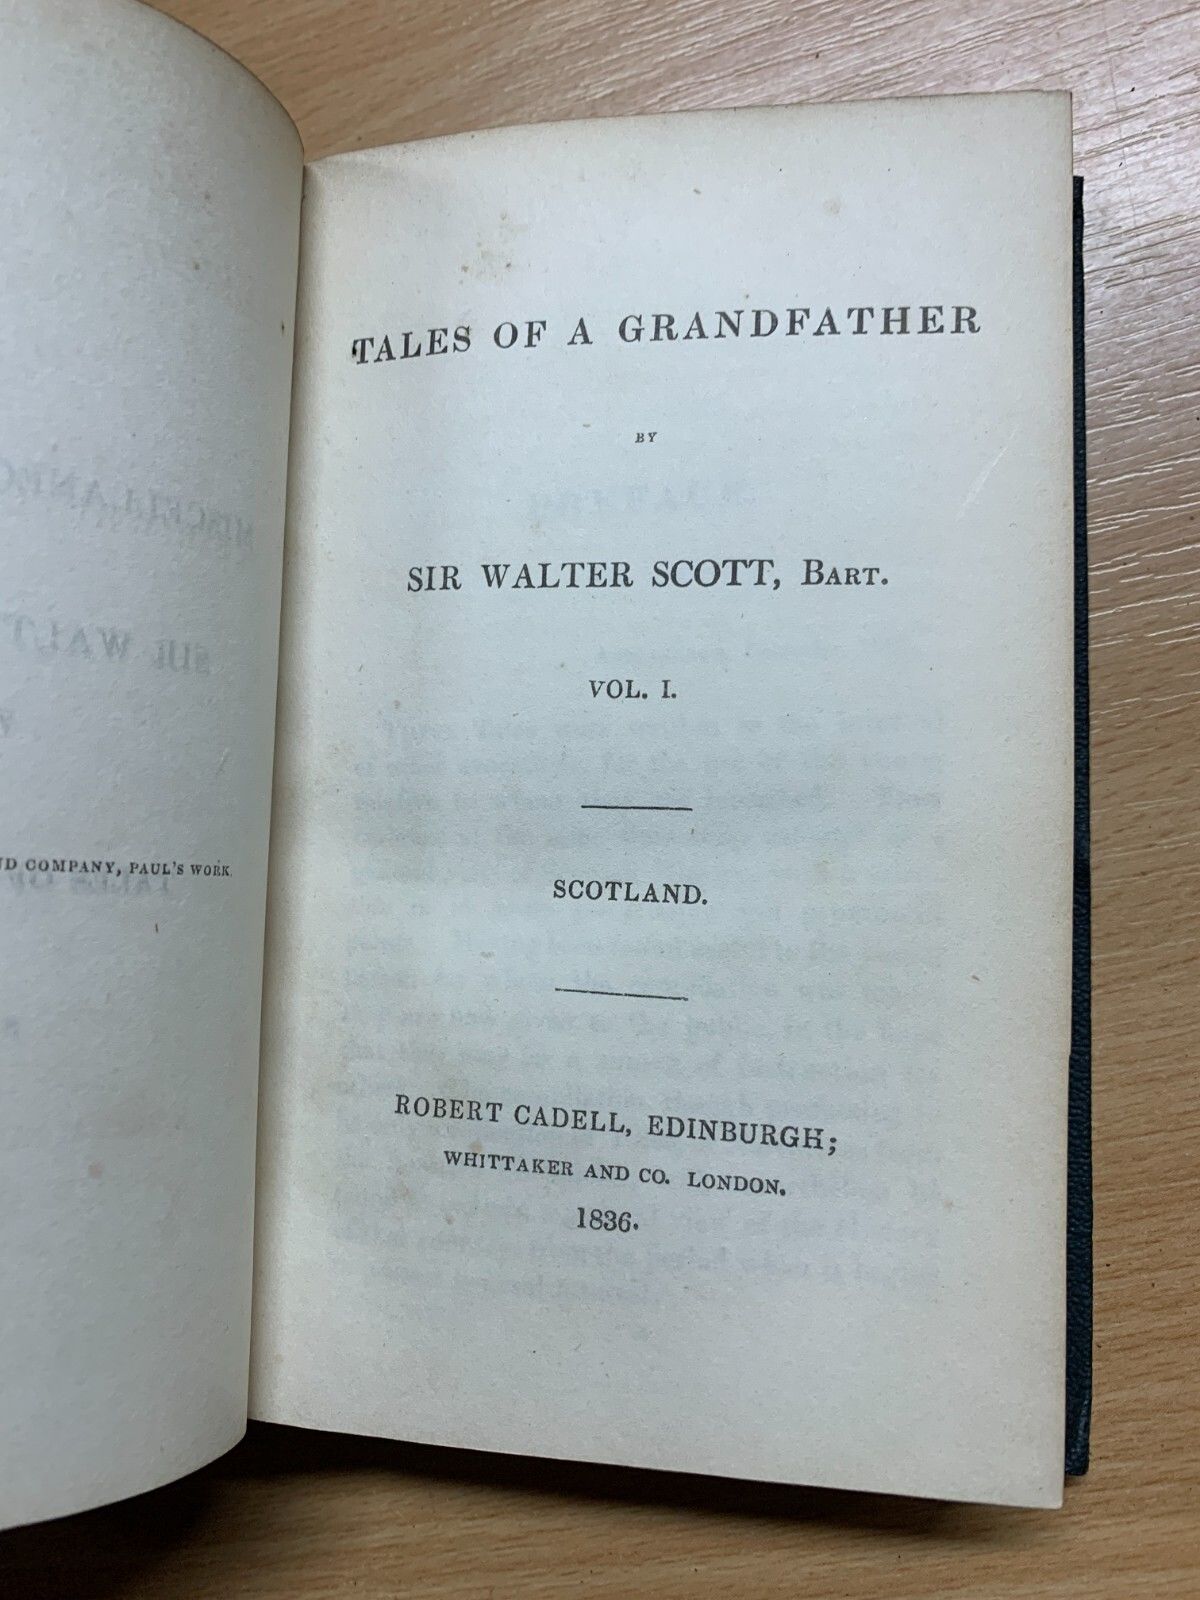 ND COMPANY, PAUL'S WORK.
TALES OF A GRANDFATHER
BY
SIR WALTER SCOTT, BART.
VOL. I.
SCOTLAND.
ROBERT CADELL, EDINBURGH;
WHITTAKER AND CO. LONDON.
1836.